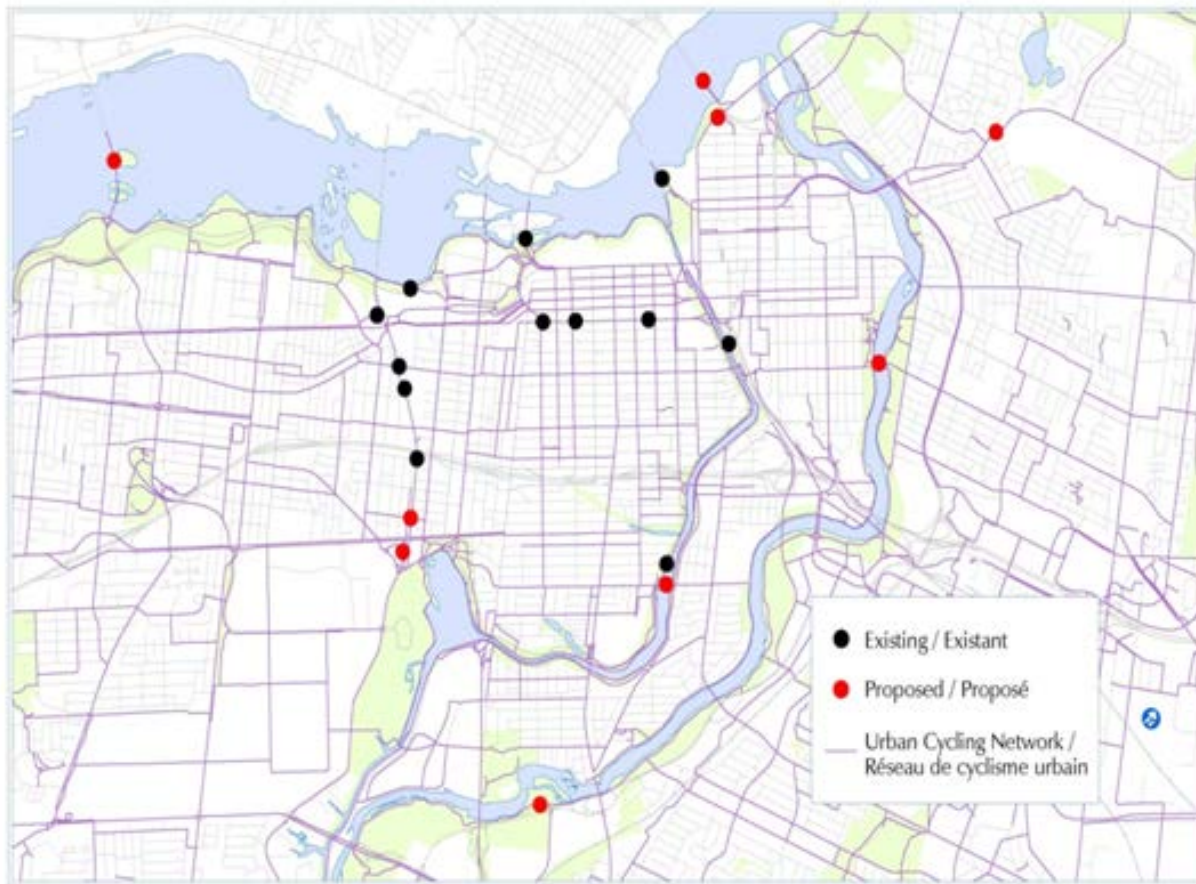 Existing / Existant
Proposed / Proposé
Urban Cycling Network /
Réseau de cyclisme urbain